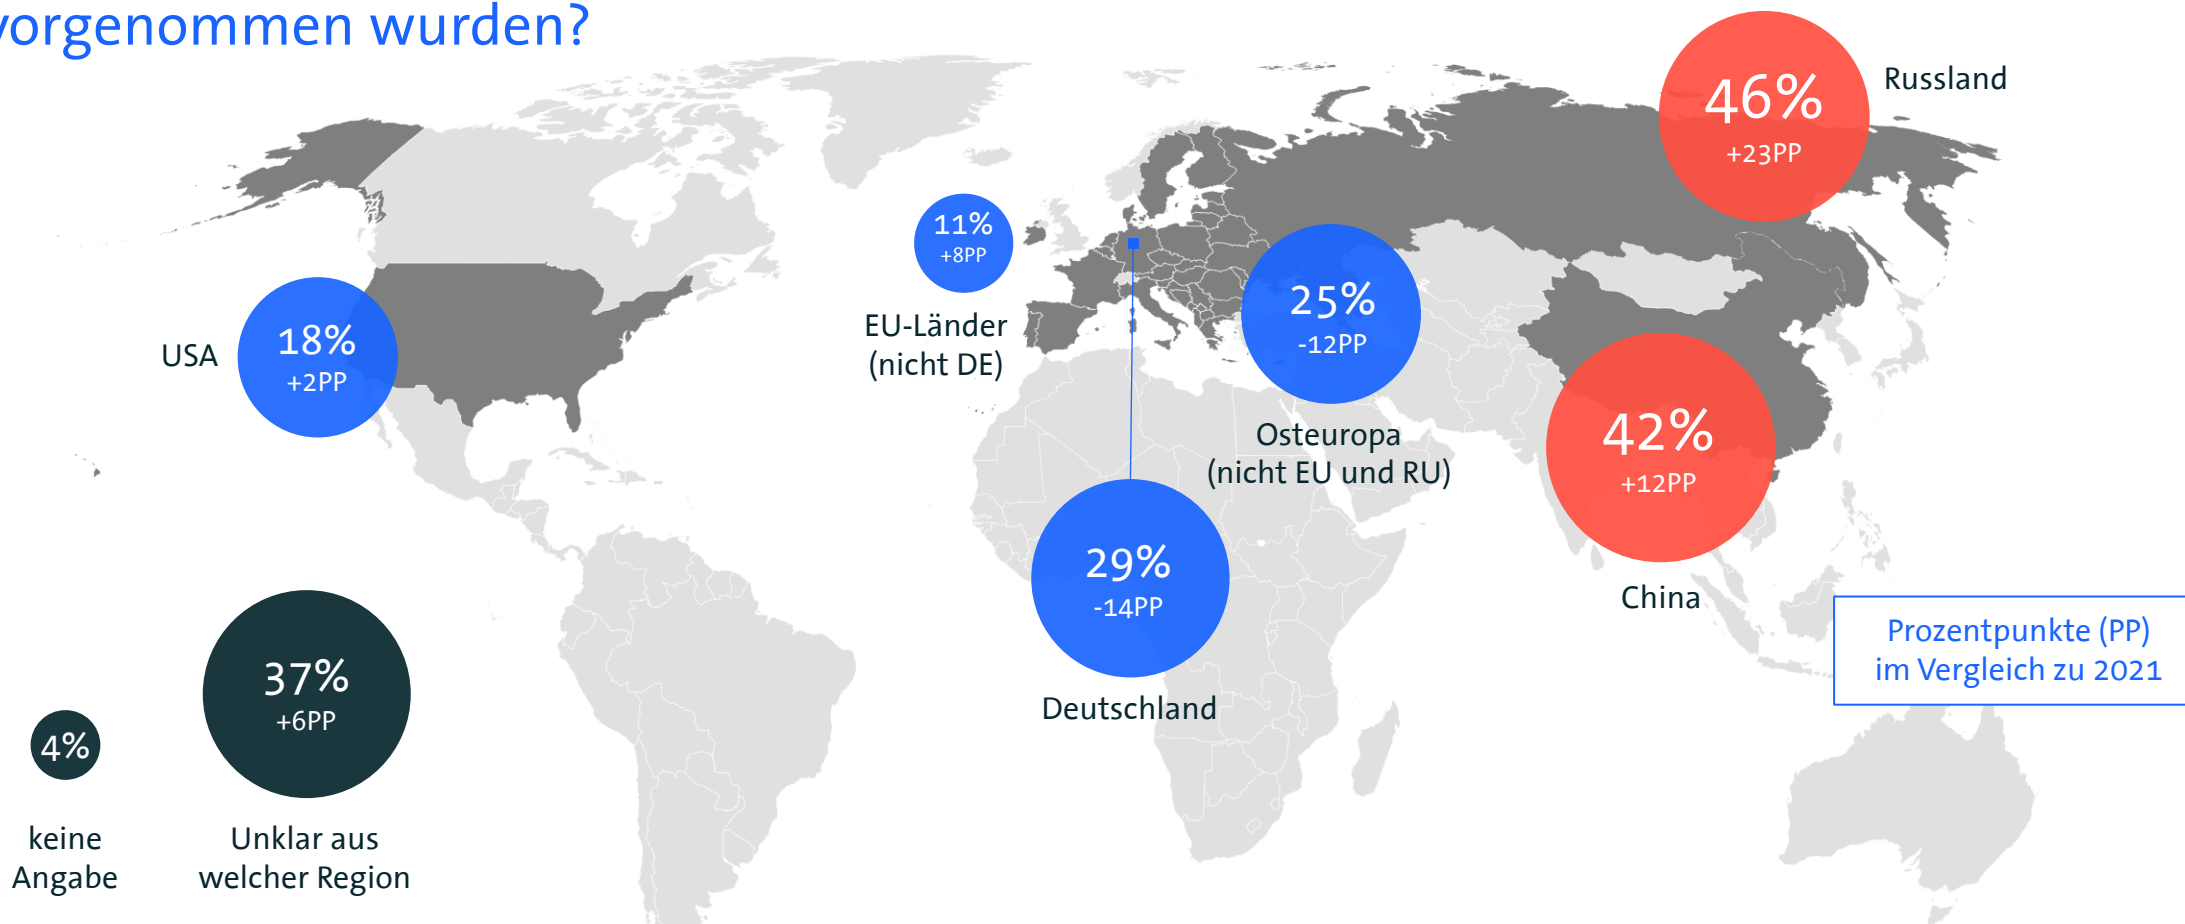 vorgenommen wurden?
46%
+23PP
Russland
11%
+8PP
EU-Länder
(nicht DE)
USA
18%
+2PP
25%
-12PP
Osteuropa
(nicht EU und RU)
42%
+12PP
China
29%
-14PP
Deutschland
Prozentpunkte (PP)
im Vergleich zu 2021
4%
keine
Angabe
37%
+6PP
Unklar aus
welcher Region